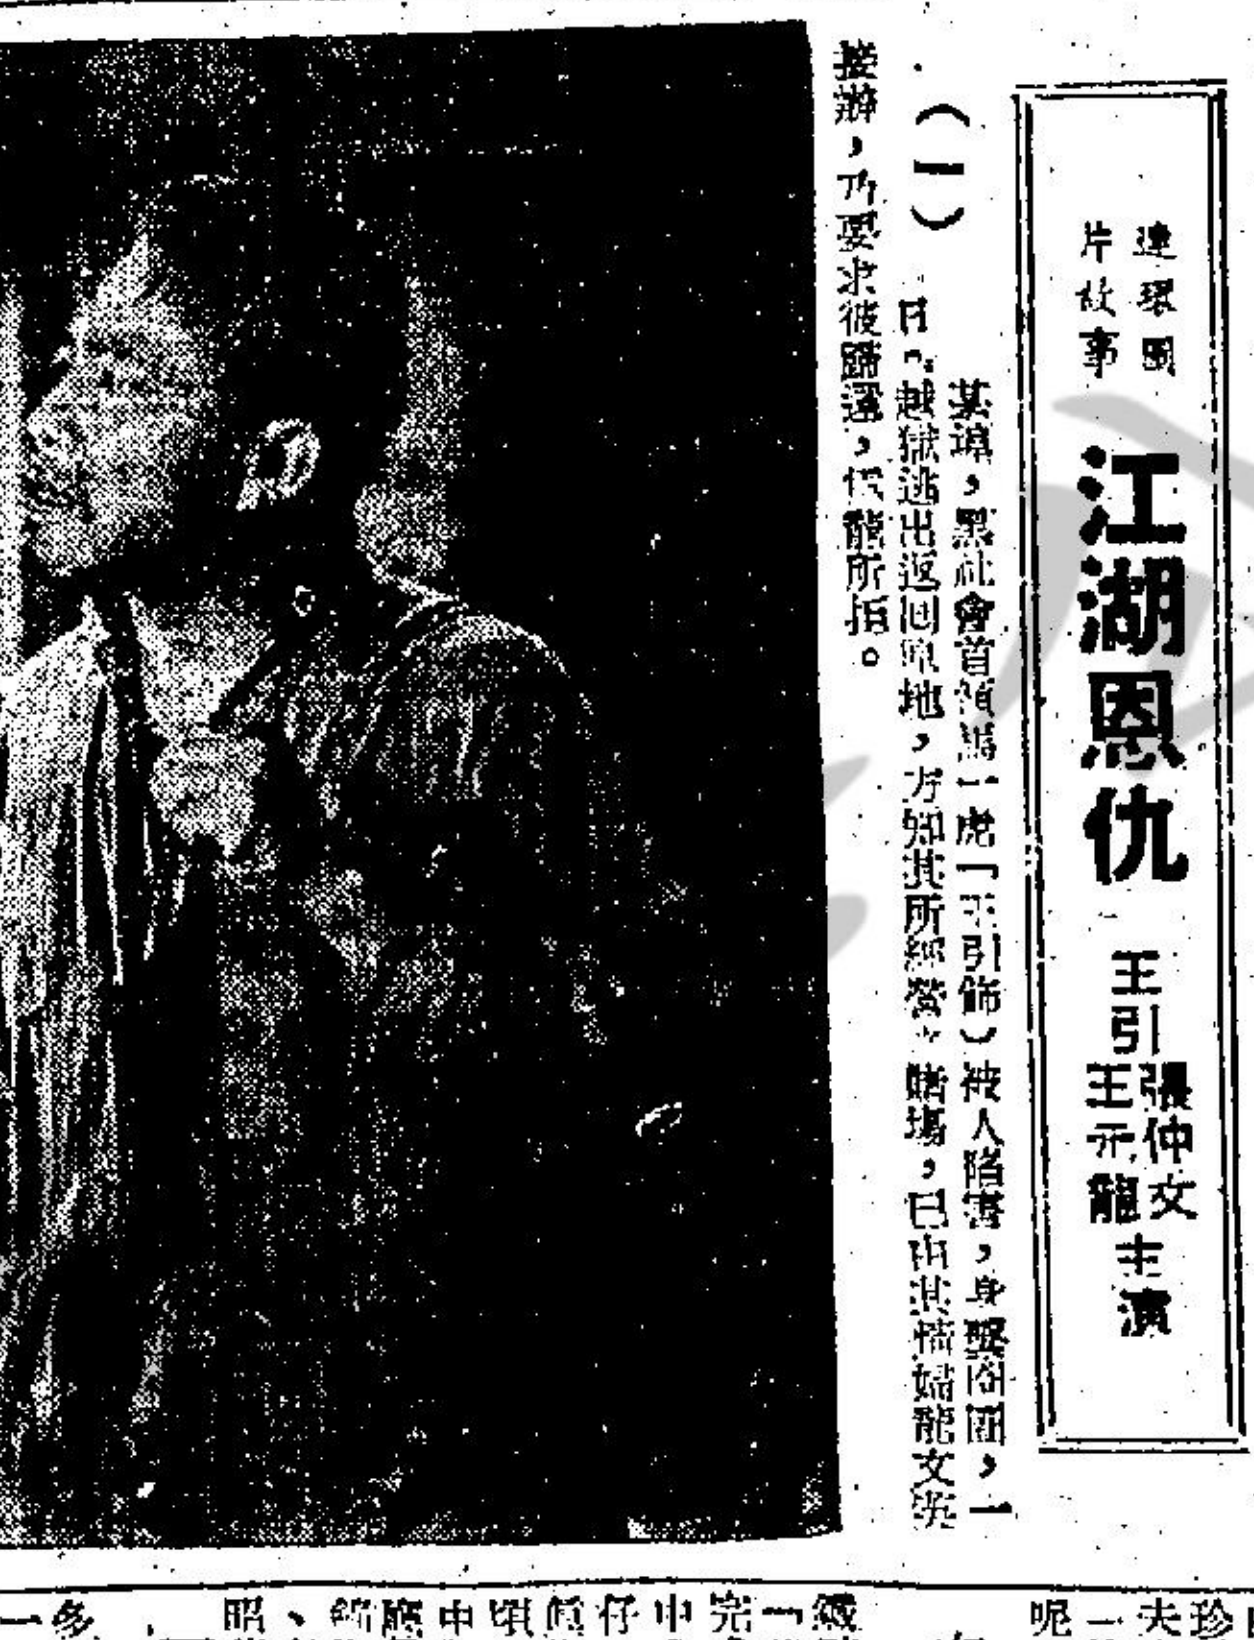 連環圖
片故事
江湖恩仇
王引
張仲文
王元龍
主演
(一)
某埠,黑社會首領馮一虎「王引飾)被人陷害,身嬰囹圄,一
日,越獄逃出返回原地,方知其所經營之賭場,已由其情婦龍文英
接辦,乃要求彼歸還,但龍所拒。